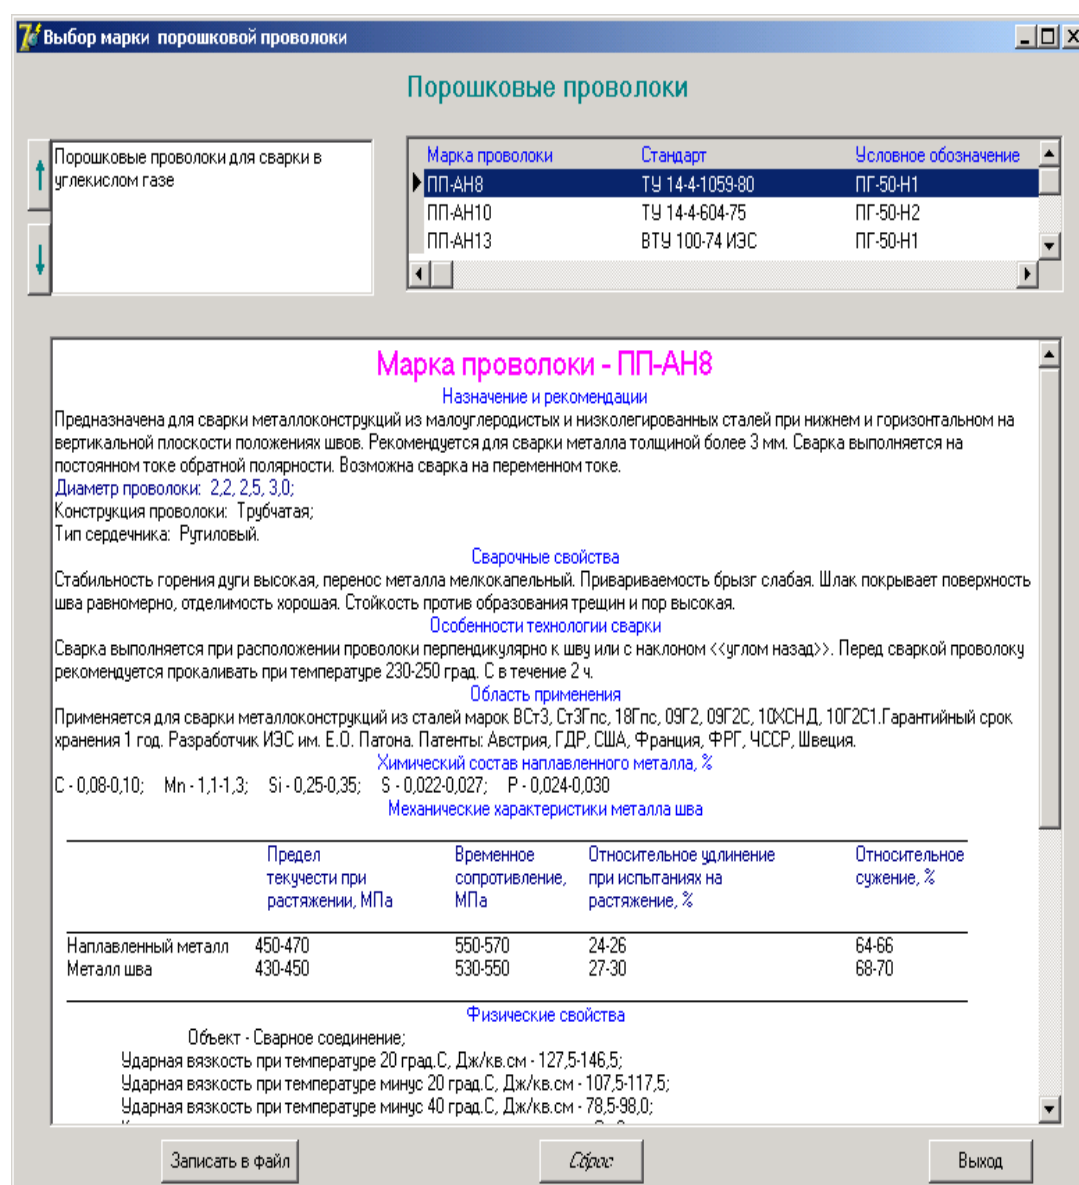 Выбор марки порошковой проволоки
Порошковые проволоки
Порошковые проволоки для сварки в
углекислом газе
Марка проволоки Стандарт Условное обозначение
ПП-АН8 ТУ 14-4-1059-80 ПГ-50-Н1
ПП-АН10 ТУ 14-4-604-75 ПГ-50-Н2
ПП-АН13 ВТУ 100-74 ИЭС ПГ-50-Н1
Марка проволоки - ПП-АН8
Назначение и рекомендации
Предназначена для сварки металлоконструкций из малоуглеродистых и низколегированных сталей при нижнем и горизонтальном на
вертикальной плоскости положениях швов. Рекомендуется для сварки металла толщиной более 3 мм. Сварка выполняется на
постоянном токе обратной полярности. Возможна сварка на переменном токе.
Диаметр проволоки: 2,2, 2,5, 3,0;
Конструкция проволоки: Трубчатая;
Тип сердечника: Рутиловый.
Сварочные свойства
Стабильность горения дуги высокая, перенос металла мелкокапельный. Привариваемость брызг слабая. Шлак покрывает поверхность
шва равномерно, отделимость хорошая. Стойкость против образования трещин и пор высокая.
Особенности технологии сварки
Сварка выполняется при расположении проволоки перпендикулярно к шву или с наклоном <<углом назад>>. Перед сваркой проволоку
рекомендуется прокаливать при температуре 230-250 град. С в течение 2 ч.
Область применения
Применяется для сварки металлоконструкций из сталей марок ВСт3, Ст3Гпс, 18Гпс, 09Г2, 09Г2С, 10ХСНД, 10Г2С1.Гарантийный срок
хранения 1 год. Разработчик ИЭС им. Е.О. Патона. Патенты: Австрия, ГДР, США, Франция, ФРГ, ЧССР, Швеция.
Химический состав наплавленного металла, %
C - 0,08-0,10; Mn - 1,1-1,3; Si - 0,25-0,35; S - 0,022-0,027; P - 0,024-0,030
Механические характеристики металла шва
Предел Временное Относительное удлинение Относительное
текучести при сопротивление, при испытаниях на сужение, %
растяжении, МПа МПа растяжение, %
Наплавленный металл 450-470 550-570 24-26 64-66
Металл шва 430-450 530-550 27-30 68-70
Физические свойства
Объект - Сварное соединение;
Ударная вязкость при температуре 20 град.С, Дж/кв.см - 127,5-146,5;
Ударная вязкость при температуре минус 20 град.С, Дж/кв.см - 107,5-117,5;
Ударная вязкость при температуре минус 40 град.С, Дж/кв.см - 78,5-98,0;
Записать в файл Сброс Выход